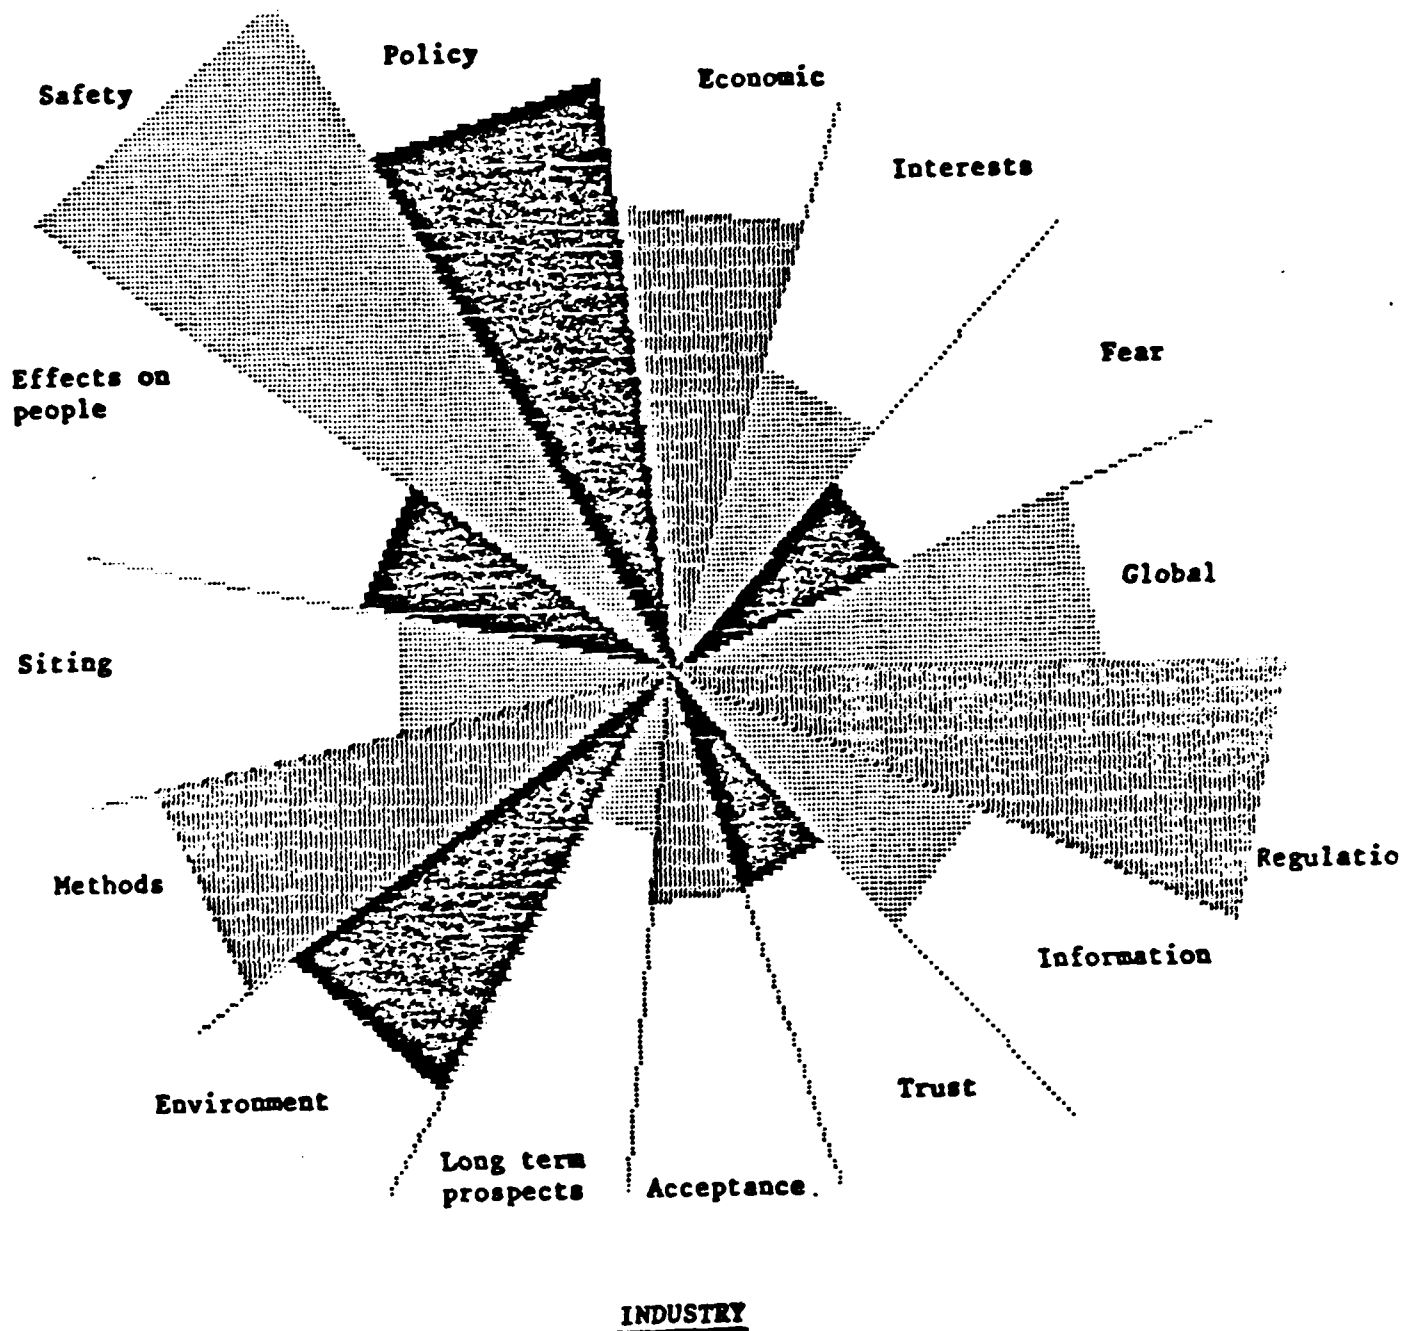 Policy
Economic
Safety
Interests
Fear
Effects on
people
Global
Siting
Regulatio
Methods
Information
Trust
Environment
Long term
prospects
Acceptance
INDUSTRY